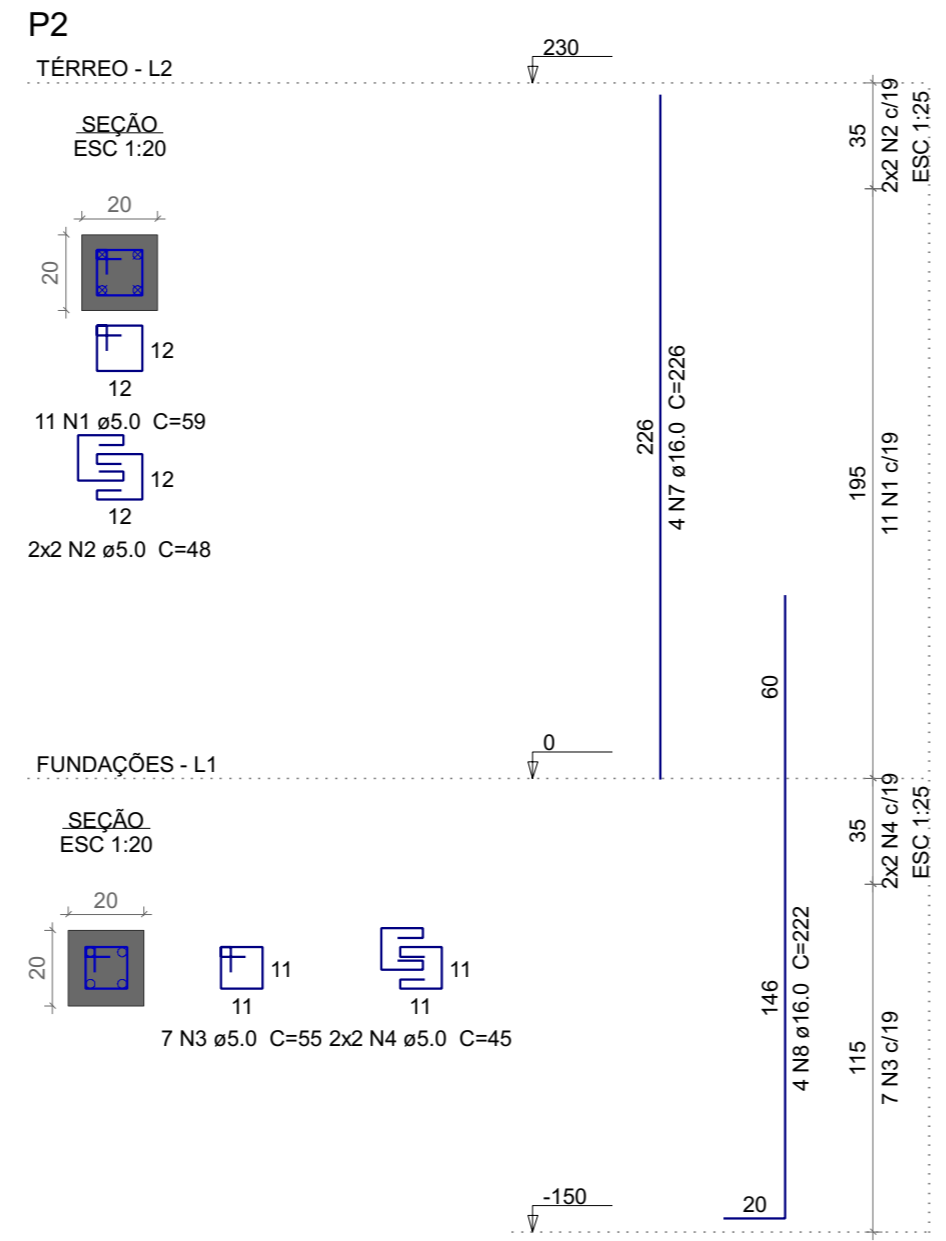 P2
TÉRREO - L2
230
SEÇÃO
ESC 1:20
20
20
12
12
11 N1 ø5.0 C=59
12
12
2x2 N2 ø5.0 C=48
226
4 N7 ø16.0 C=226
35
2x2 N2 c/19
ESC 1:25
195
11 N1 c/19
60
FUNDAÇÕES - L1
0
SEÇÃO
ESC 1:20
20
20
11
11
7 N3 ø5.0 C=55
11
11
2x2 N4 ø5.0 C=45
146
4 N8 ø16.0 C=222
35
2x2 N4 c/19
ESC 1:25
115
7 N3 c/19
-150
20